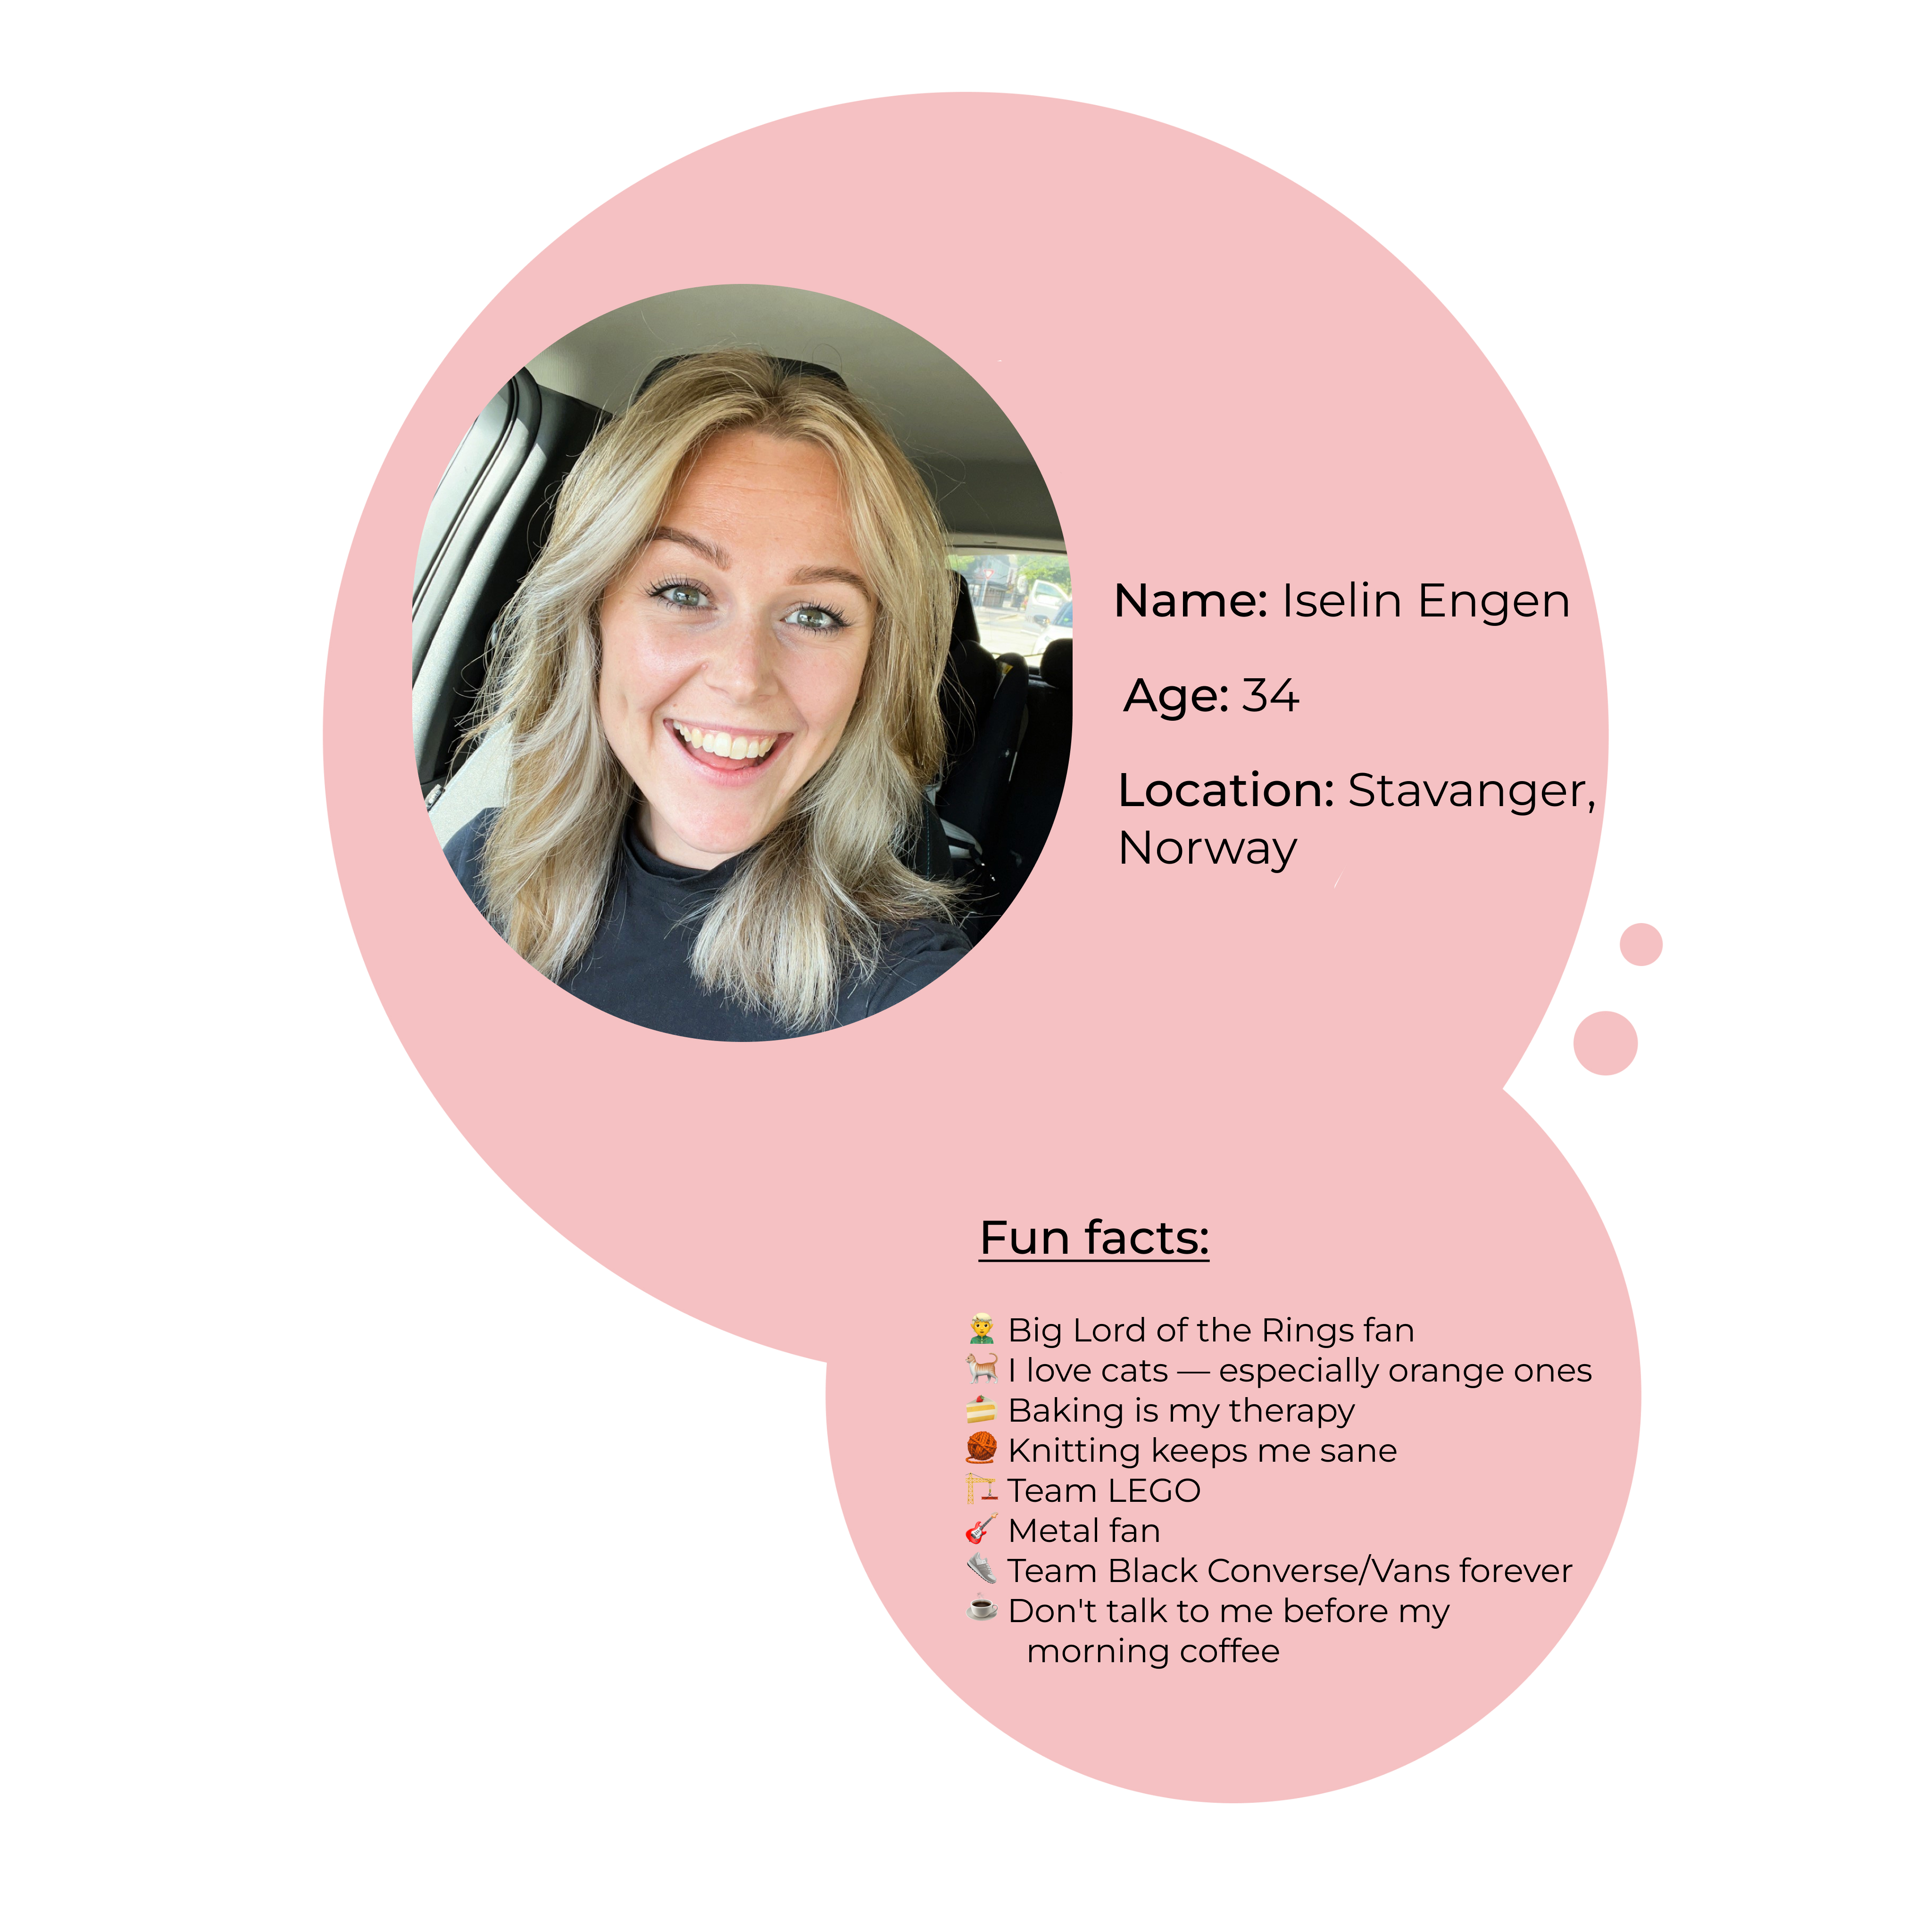 Name: Iselin Engen
Age: 34
Location: Stavanger,
Norway
Fun facts:
🧝‍♂️ Big Lord of the Rings fan
🐈 I love cats — especially orange ones
🍰 Baking is my therapy
🧶 Knitting keeps me sane
🏗️ Team LEGO
🎸 Metal fan
👟 Team Black Converse/Vans forever
☕ Don't talk to me before my
morning coffee